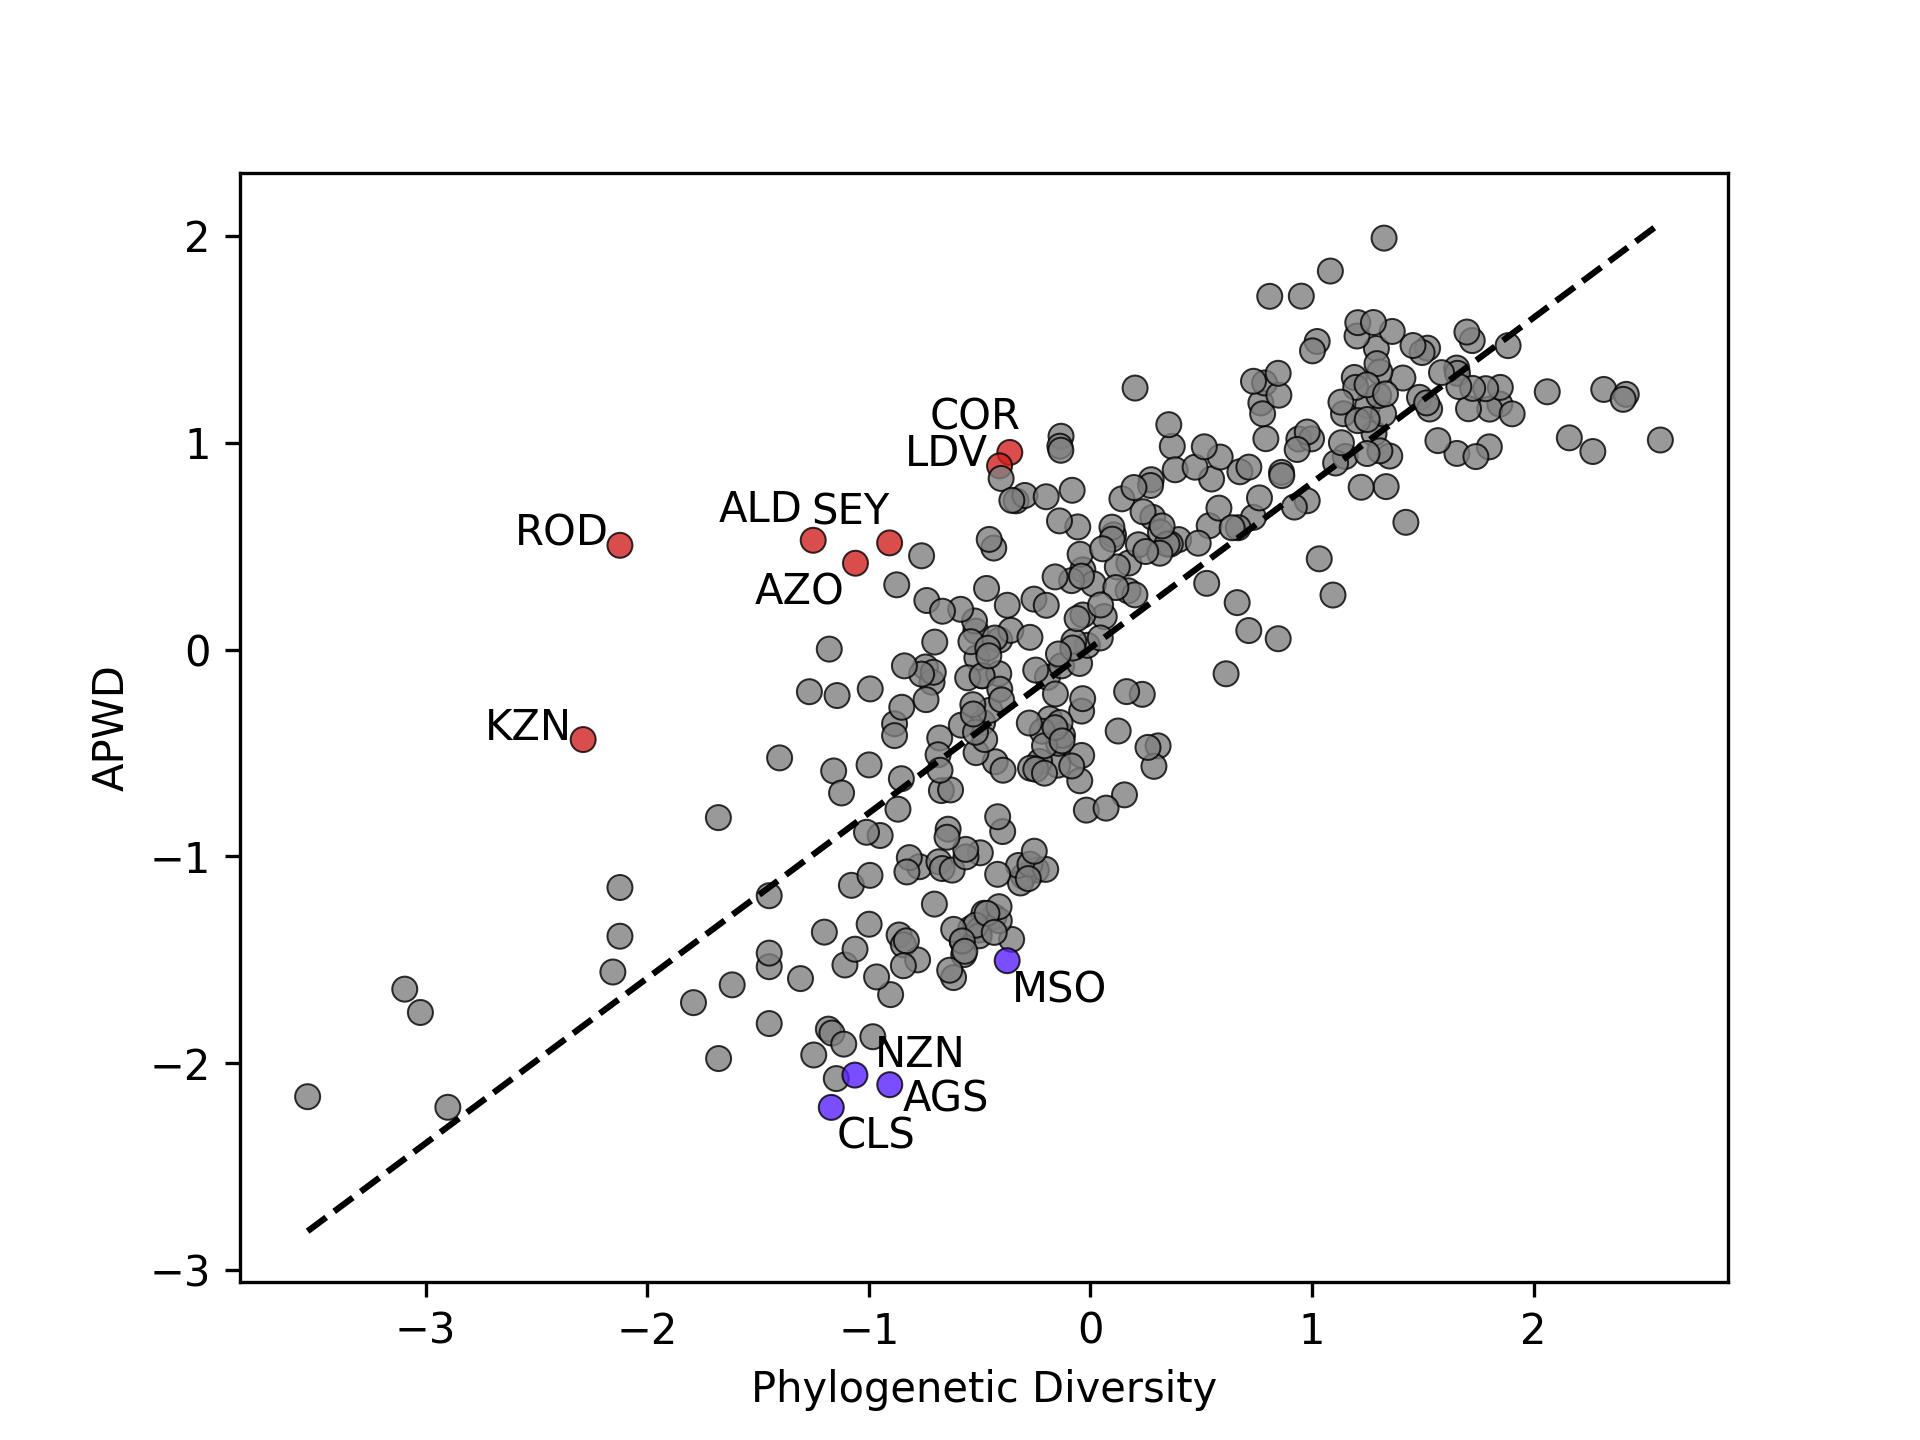 2
1
0
−1
−2
−3
APWD
COR
LDV
ALD SEY
ROD
AZO
KZN
MSO
NZN
AGS
CLS
−3 −2 −1 0 1 2
Phylogenetic Diversity